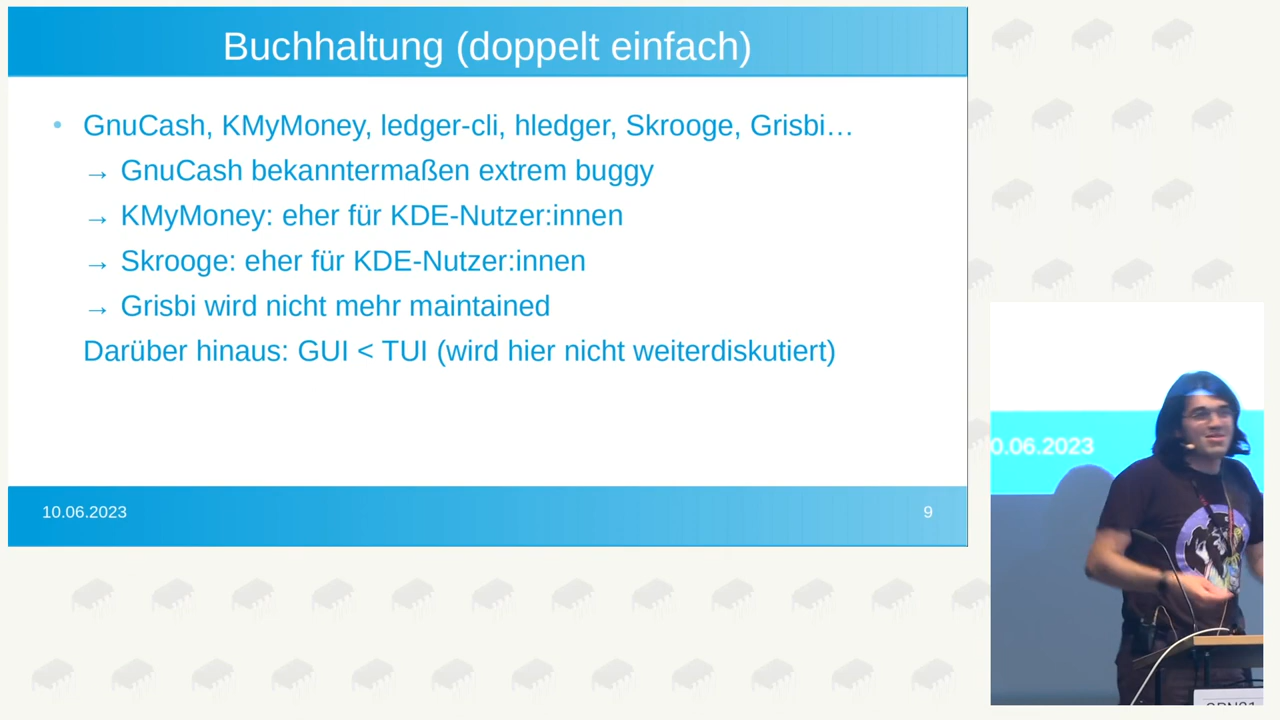 Buchhaltung (doppelt einfach)
• GnuCash, KMyMoney, ledger-cli, hledger, Skrooge, Grisbi…
→ GnuCash bekanntermaßen extrem buggy
→ KMyMoney: eher für KDE-Nutzer:innen
→ Skrooge: eher für KDE-Nutzer:innen
→ Grisbi wird nicht mehr maintained
Darüber hinaus: GUI < TUI (wird hier nicht weiterdiskutiert)
10.06.2023
9
0.06.2023